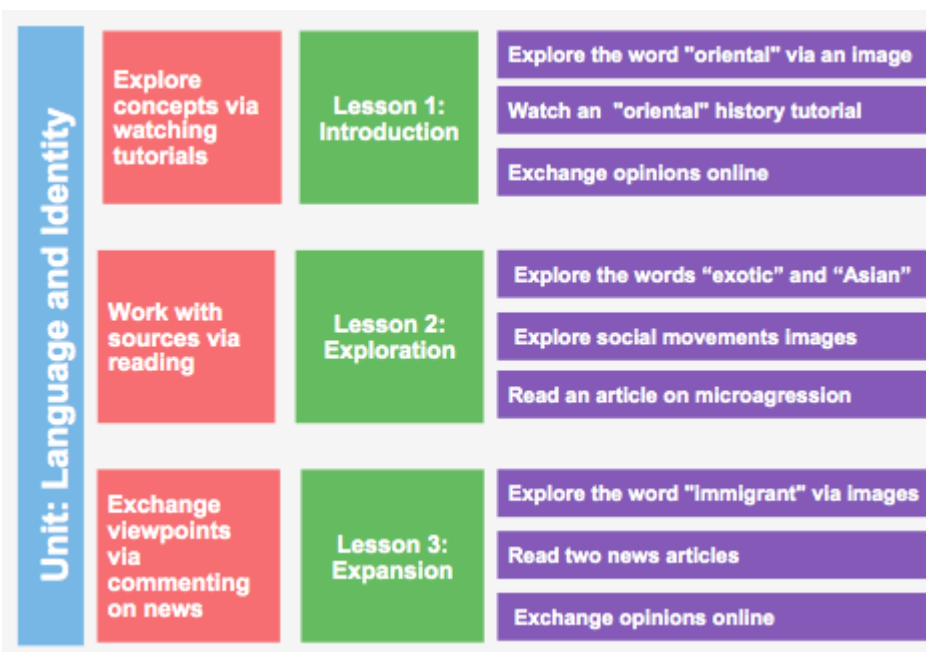 Unit: Language and Identity
Explore
concepts via
watching
tutorials
Lesson 1:
Introduction
Explore the word "oriental" via an image
Watch an "oriental" history tutorial
Exchange opinions online
Work with
sources via
reading
Lesson 2:
Exploration
Explore the words “exotic” and “Asian”
Explore social movements images
Read an article on microagression
Exchange
viewpoints
via
commenting
on news
Lesson 3:
Expansion
Explore the word "immigrant" via images
Read two news articles
Exchange opinions online